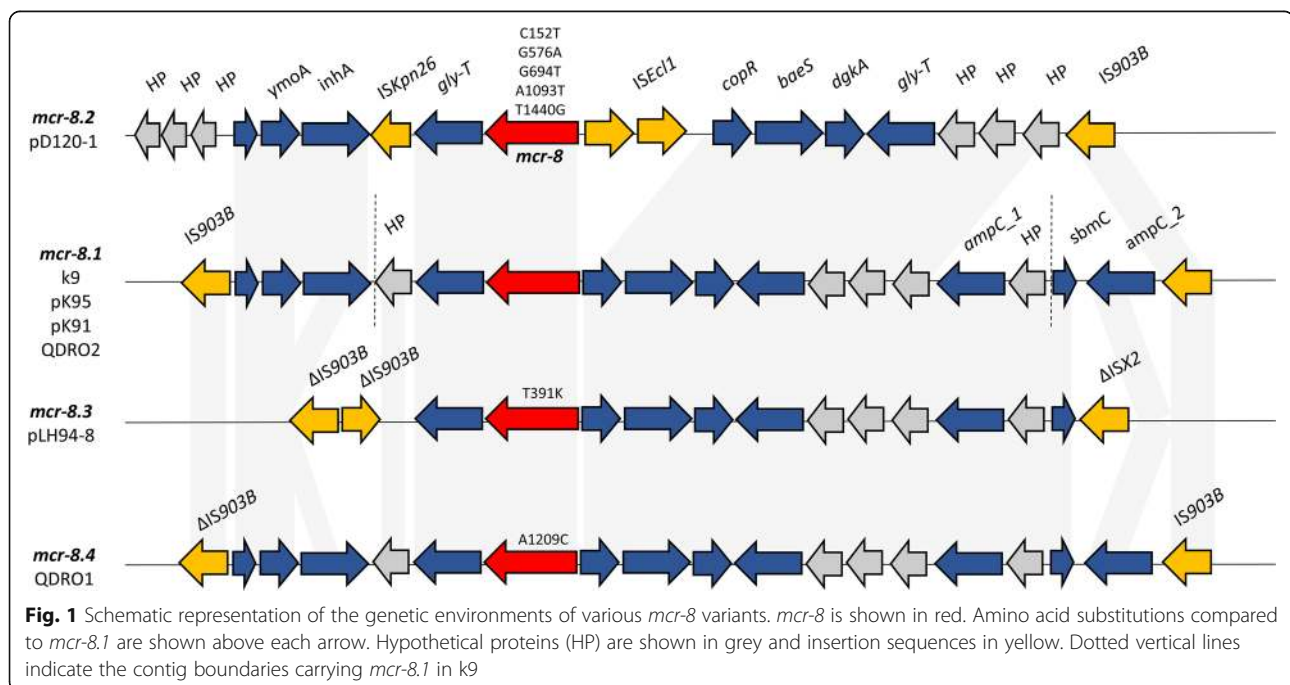 C152T
G576A
G694T
A1093T
T1440G
HP HP HP ymoA inhA ISKpn26 gly-T ISEcl1 copR baeS dgkA gly-T HP HP HP IS903B
mcr-8.2
pD120-1
mcr-8
IS903B HP ampC_1 HP sbmC ampC_2
mcr-8.1
k9
pK95
pK91
QDRO2
ΔIS903B ΔIS903B T391K ΔISX2
mcr-8.3
pLH94-8
ΔIS903B A1209C IS903B
mcr-8.4
QDRO1
Fig. 1 Schematic representation of the genetic environments of various mcr-8 variants. mcr-8 is shown in red. Amino acid substitutions compared
to mcr-8.1 are shown above each arrow. Hypothetical proteins (HP) are shown in grey and insertion sequences in yellow. Dotted vertical lines
indicate the contig boundaries carrying mcr-8.1 in k9